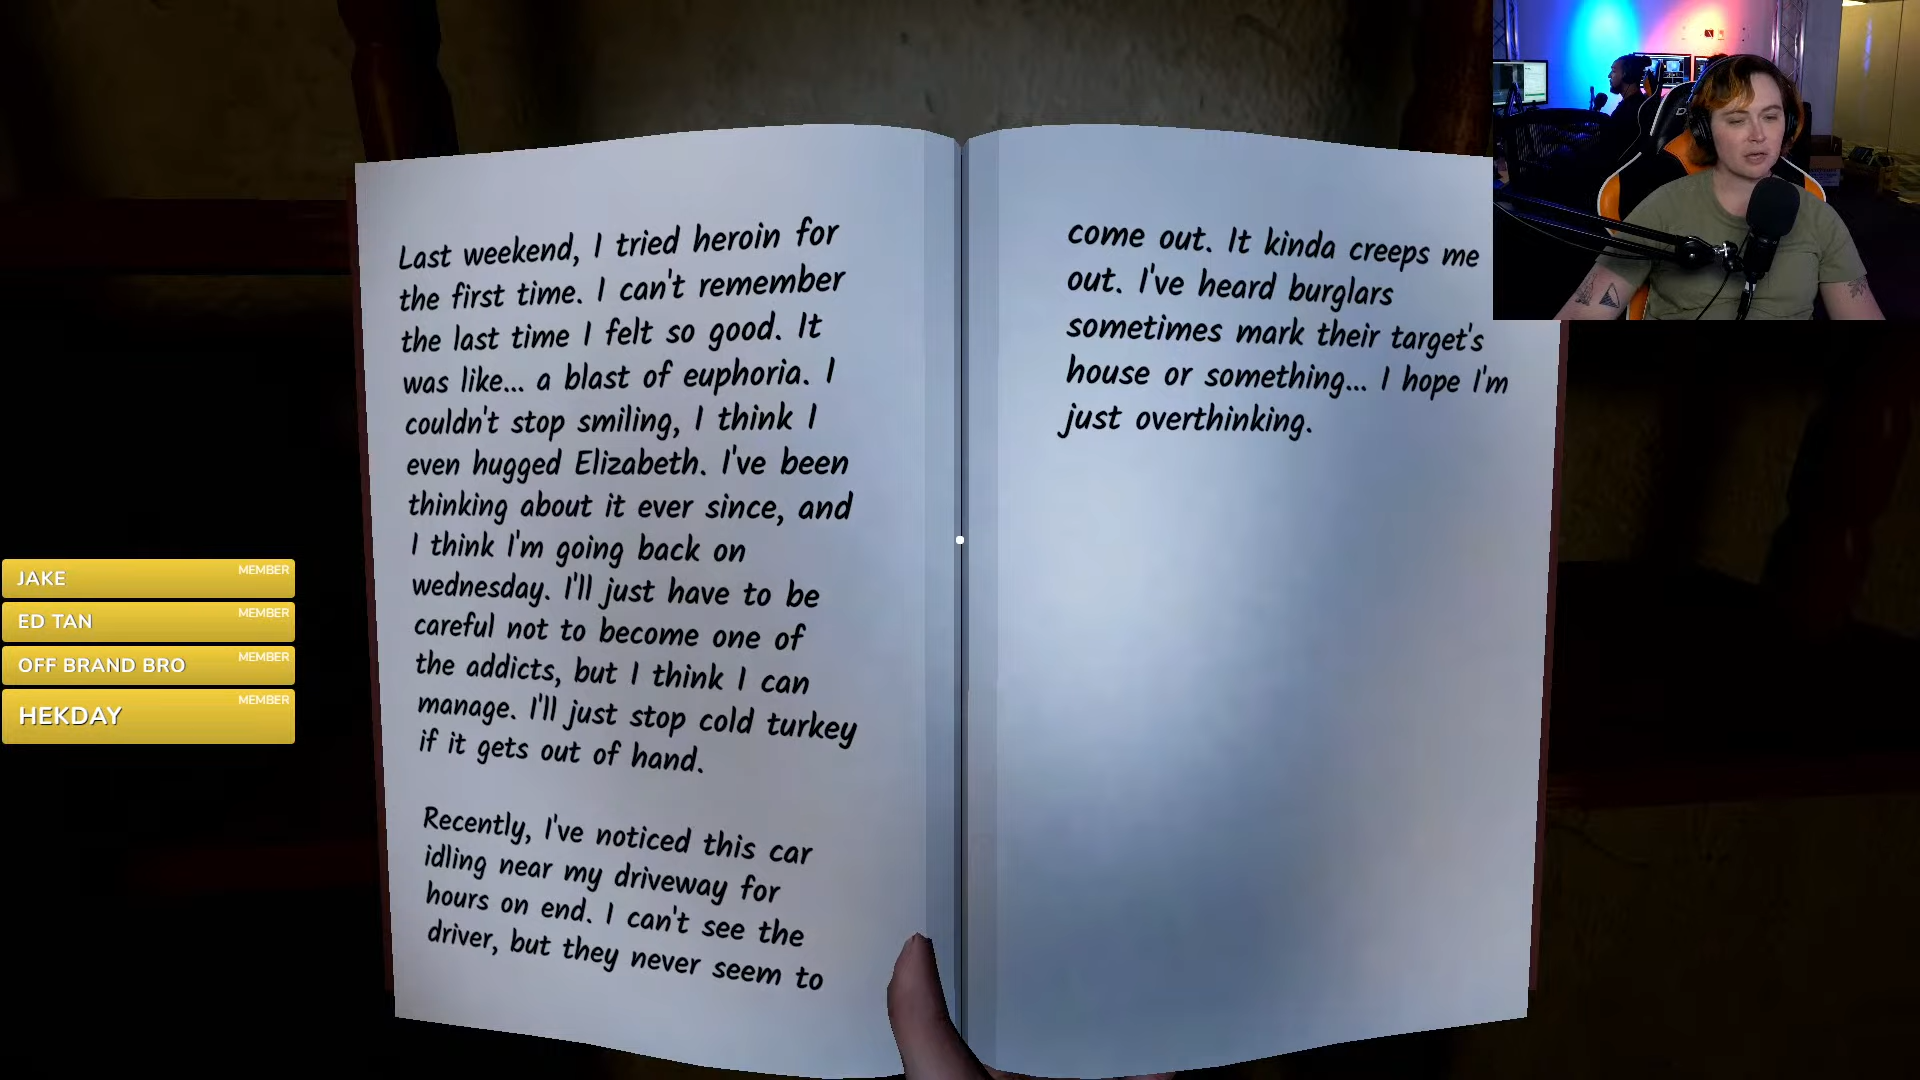 Last weekend, I tried heroin for
the first time. I can't remember
the last time I felt so good. It
was like... a blast of euphoria. I
couldn't stop smiling, I think I
even hugged Elizabeth. I've been
thinking about it ever since, and
I think I'm going back on
wednesday. I'll just have to be
careful not to become one of
the addicts, but I think I can
manage. I'll just stop cold turkey
if it gets out of hand.
Recently, I've noticed this car
idling near my driveway for
hours on end. I can't see the
driver, but they never seem to
come out. It kinda creeps me
out. I've heard burglars
sometimes mark their target's
house or something... I hope I'm
just overthinking.
JAKE MEMBER
ED TAN MEMBER
OFF BRAND BRO MEMBER
HEKDAY MEMBER